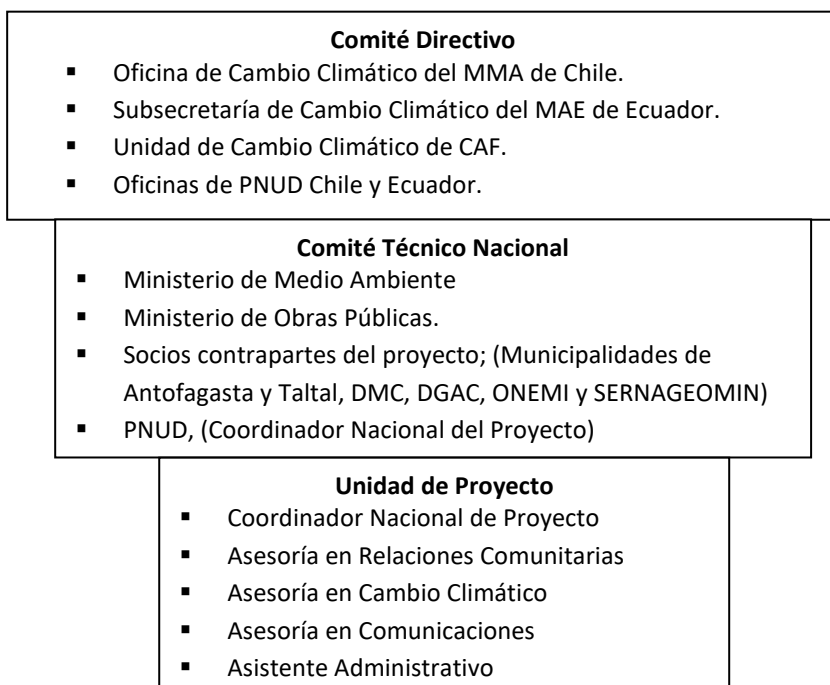 Comité Directivo
▪ Oficina de Cambio Climático del MMA de Chile.
▪ Subsecretaría de Cambio Climático del MAE de Ecuador.
▪ Unidad de Cambio Climático de CAF.
▪ Oficinas de PNUD Chile y Ecuador.
Comité Técnico Nacional
▪ Ministerio de Medio Ambiente
▪ Ministerio de Obras Públicas.
▪ Socios contrapartes del proyecto; (Municipalidades de
Antofagasta y Taltal, DMC, DGAC, ONEMI y SERNAGEOMIN)
▪ PNUD, (Coordinador Nacional del Proyecto)
Unidad de Proyecto
▪ Coordinador Nacional de Proyecto
▪ Asesoría en Relaciones Comunitarias
▪ Asesoría en Cambio Climático
▪ Asesoría en Comunicaciones
▪ Asistente Administrativo